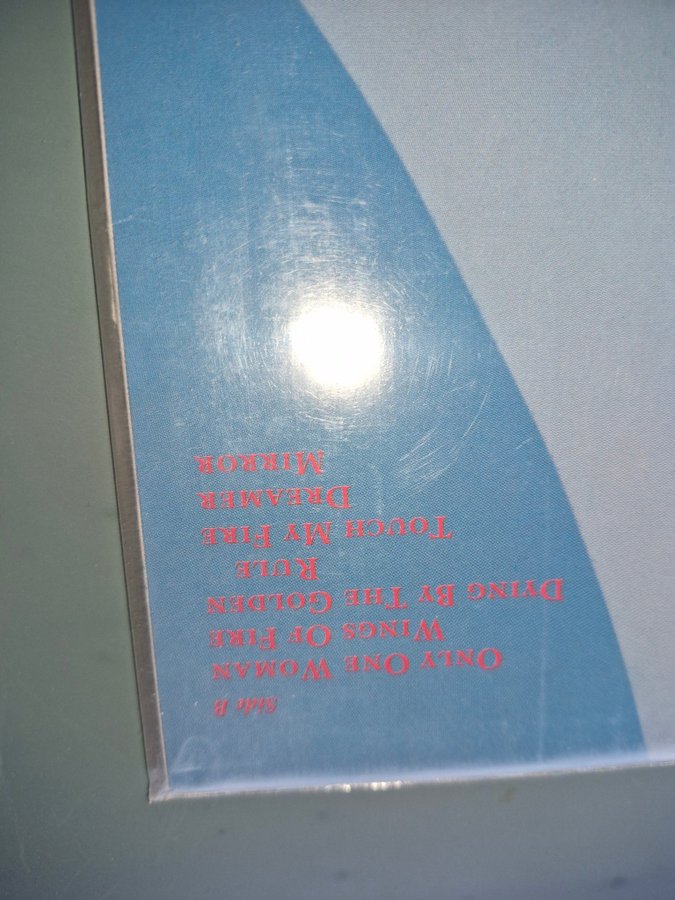 Side B
ONLY ONE WOMAN
WINGS OF FIRE
DYING BY THE GOLDEN
RULE
TOUCH MY FIRE
DREAMER
MIRROR